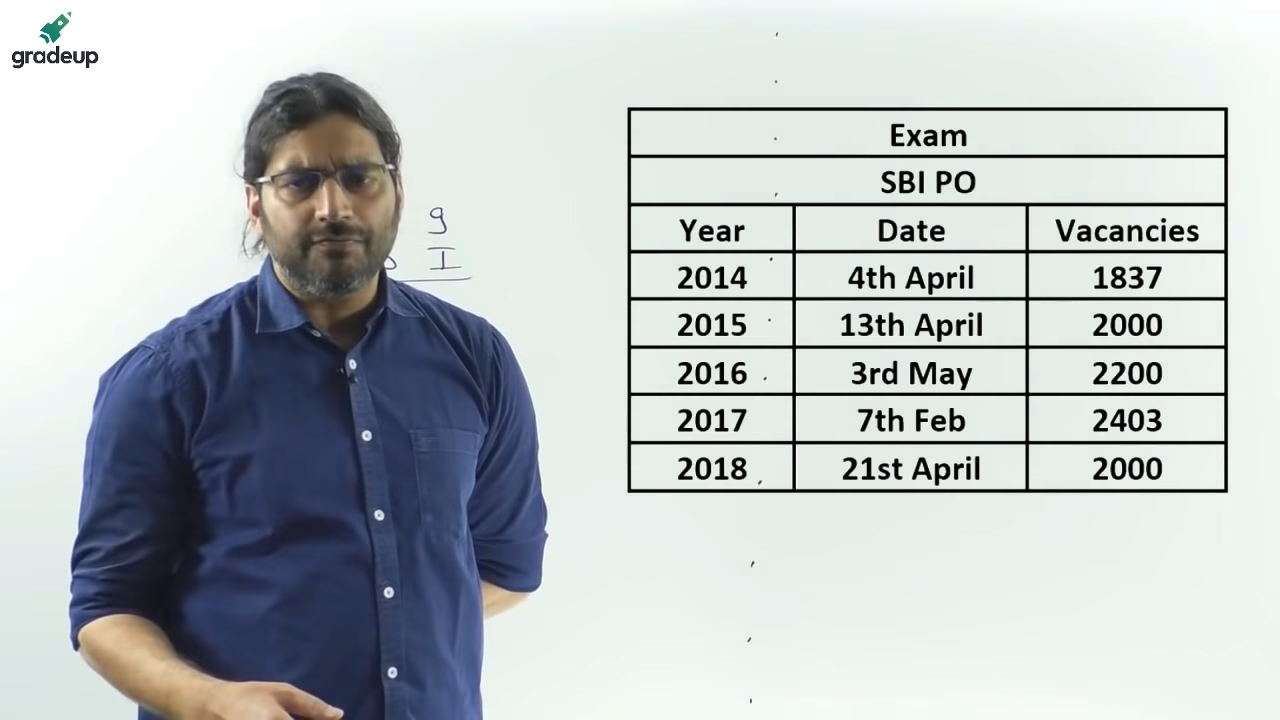 gradeup
9
I
Exam
SBI PO
Year Date Vacancies
2014 4th April 1837
2015 13th April 2000
2016 3rd May 2200
2017 7th Feb 2403
2018 21st April 2000